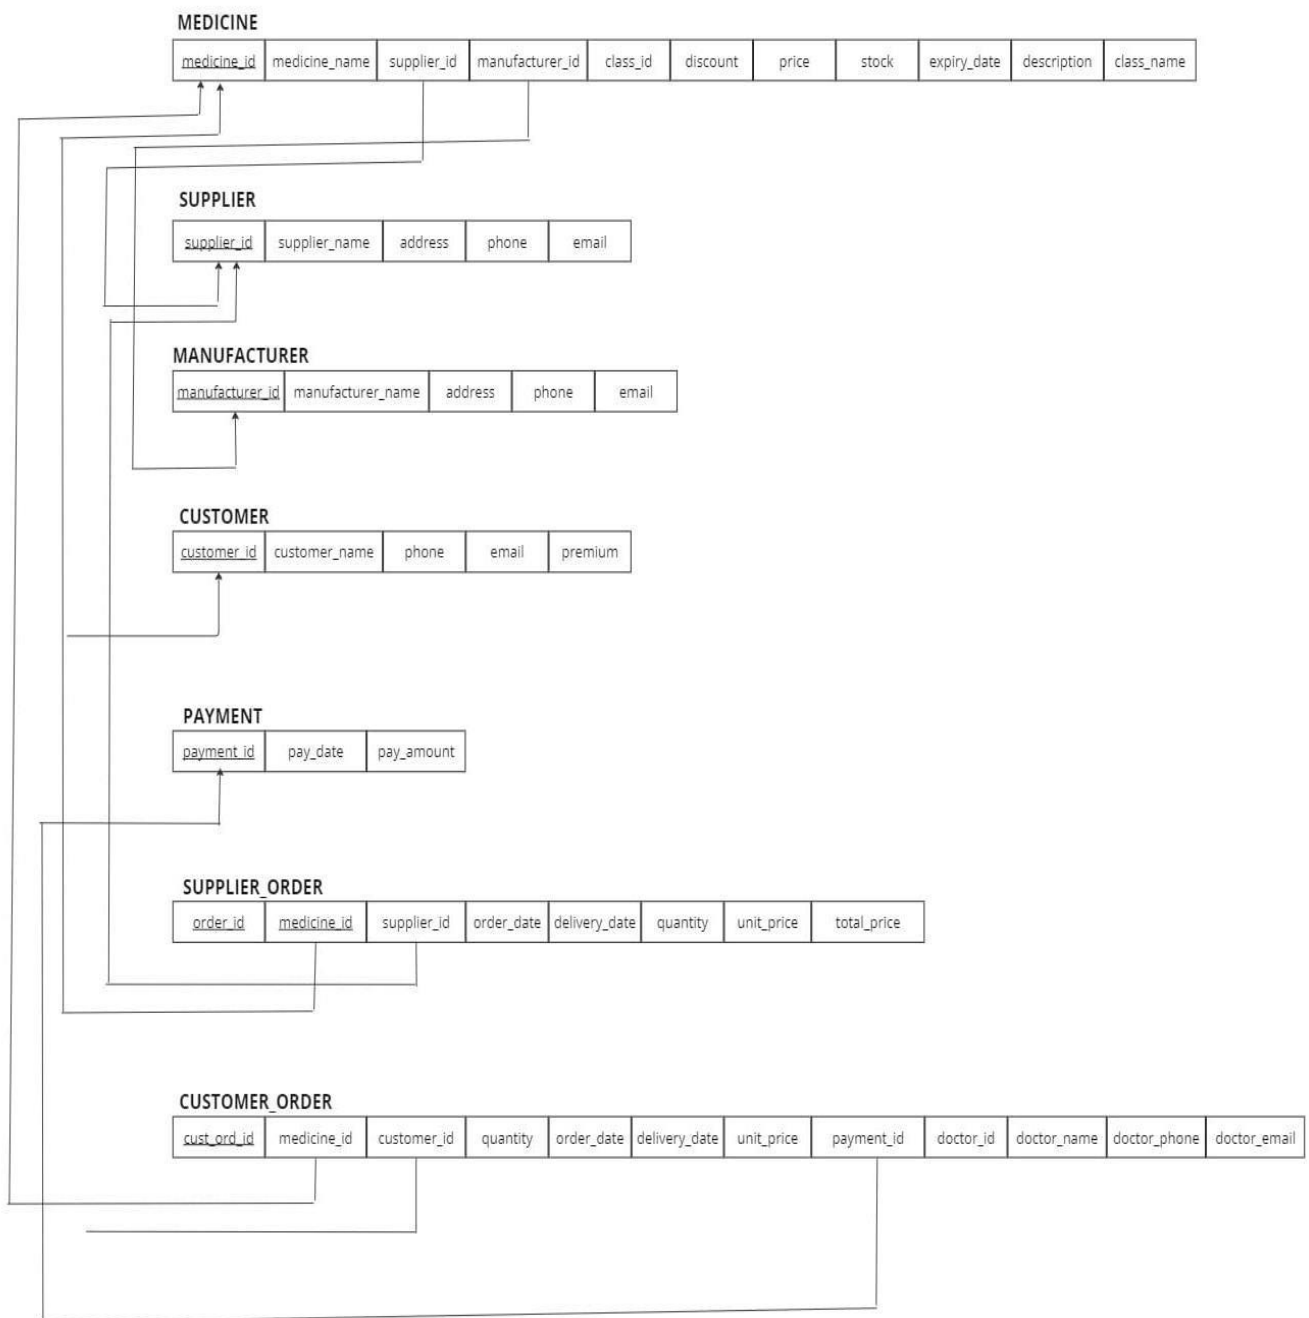 MEDICINE
medicine_id medicine_name supplier_id manufacturer_id class_id discount price stock expiry_date description class_name
SUPPLIER
supplier_id supplier_name address phone email
MANUFACTURER
manufacturer_id manufacturer_name address phone email
CUSTOMER
customer_id customer_name phone email premium
PAYMENT
payment_id pay_date pay_amount
SUPPLIER_ORDER
order_id medicine_id supplier_id order_date delivery_date quantity unit_price total_price
CUSTOMER_ORDER
cust_ord_id medicine_id customer_id quantity order_date delivery_date unit_price payment_id doctor_id doctor_name doctor_phone doctor_email